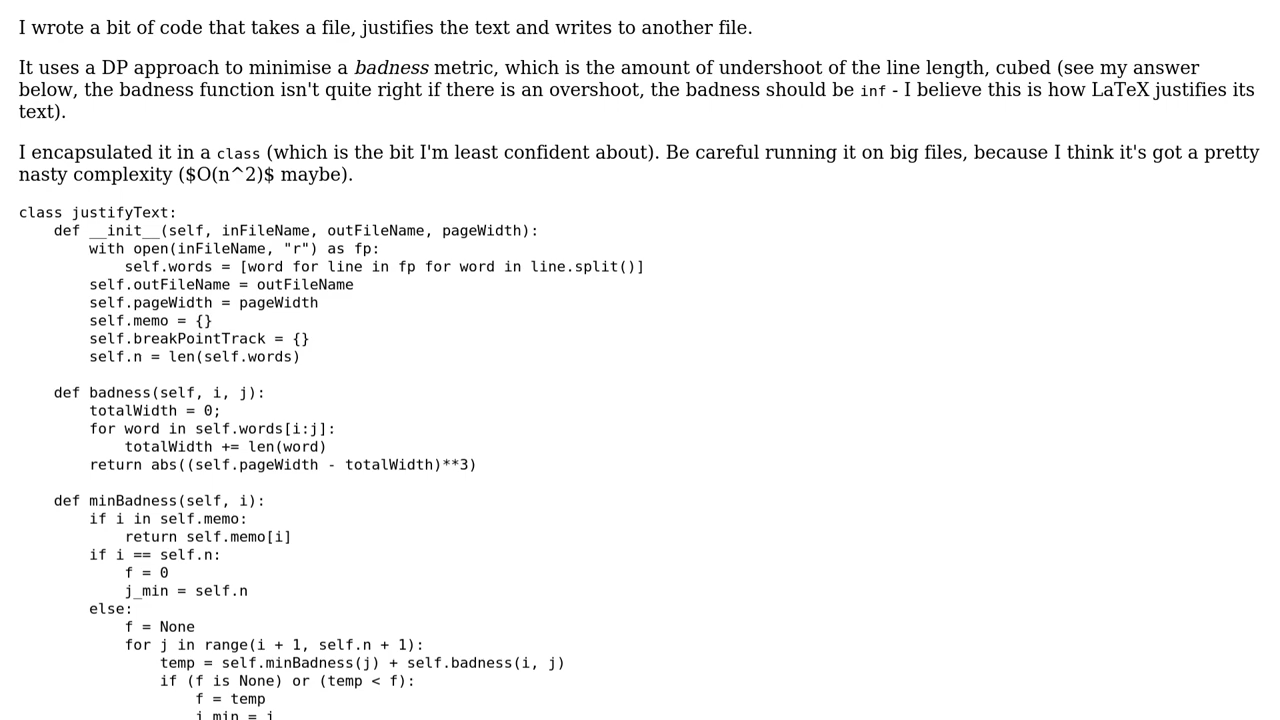 I wrote a bit of code that takes a file, justifies the text and writes to another file.
It uses a DP approach to minimise a badness metric, which is the amount of undershoot of the line length, cubed (see my answer
below, the badness function isn't quite right if there is an overshoot, the badness should be inf - I believe this is how LaTeX justifies its
text).
I encapsulated it in a class (which is the bit I'm least confident about). Be careful running it on big files, because I think it's got a pretty
nasty complexity ($O(n^2)$ maybe).
class justifyText:
    def __init__(self, inFileName, outFileName, pageWidth):
        with open(inFileName, "r") as fp:
            self.words = [word for line in fp for word in line.split()]
        self.outFileName = outFileName
        self.pageWidth = pageWidth
        self.memo = {}
        self.breakPointTrack = {}
        self.n = len(self.words)
    def badness(self, i, j):
        totalWidth = 0;
        for word in self.words[i:j]:
            totalWidth += len(word)
        return abs((self.pageWidth - totalWidth)**3)
    def minBadness(self, i):
        if i in self.memo:
            return self.memo[i]
        if i == self.n:
            f = 0
            j_min = self.n
        else:
            f = None
            for j in range(i + 1, self.n + 1):
                temp = self.minBadness(j) + self.badness(i, j)
                if (f is None) or (temp < f):
                    f = temp
                    j_min = j